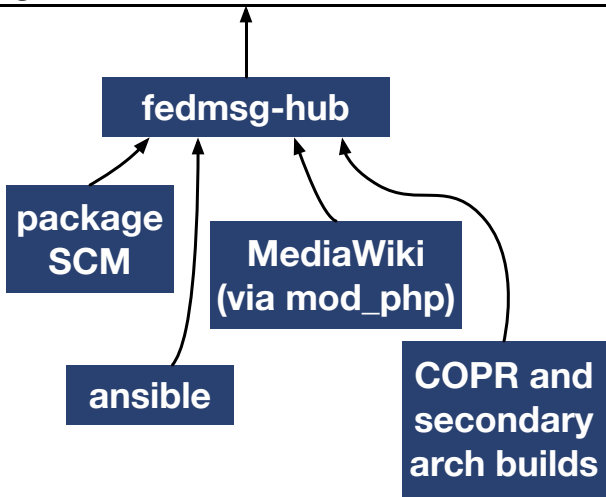 fedmsg-hub
package
SCM
MediaWiki
(via mod_php)
ansible
COPR and
secondary
arch builds